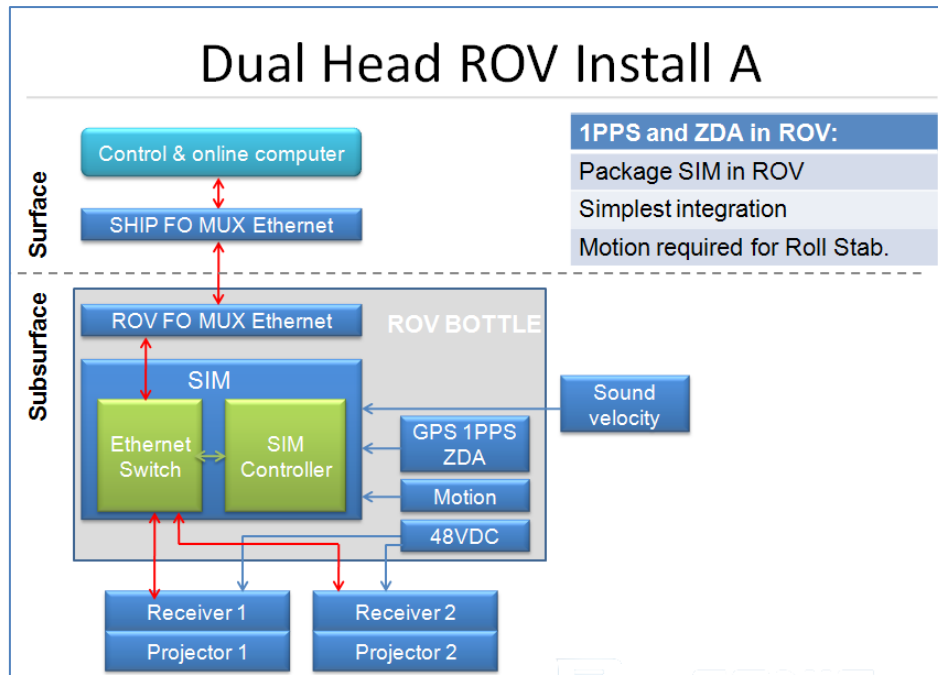 Dual Head ROV Install A
Control & online computer
SHIP FO MUX Ethernet
Surface
1PPS and ZDA in ROV:
Package SIM in ROV
Simplest integration
Motion required for Roll Stab.
Subsurface
ROV FO MUX Ethernet
ROV BOTTLE
SIM
Ethernet
Switch
SIM
Controller
Sound
velocity
GPS 1PPS
ZDA
Motion
48VDC
Receiver 1
Projector 1
Receiver 2
Projector 2